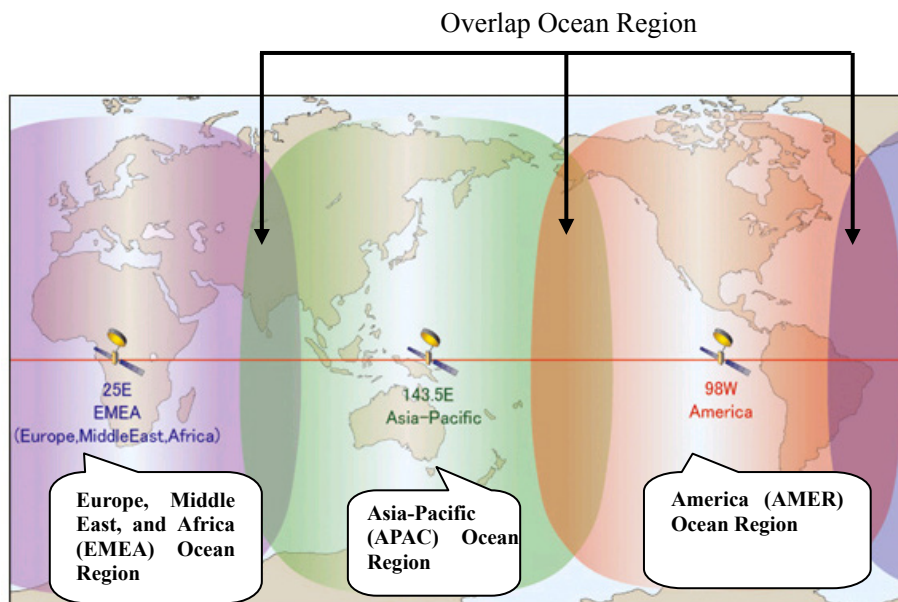 Overlap Ocean Region
25E
EMEA
(Europe,MiddleEast,Africa)
143.5E
Asia-Pacific
98W
America
Europe, Middle
East, and Africa
(EMEA) Ocean
Region
Asia-Pacific
(APAC) Ocean
Region
America (AMER)
Ocean Region